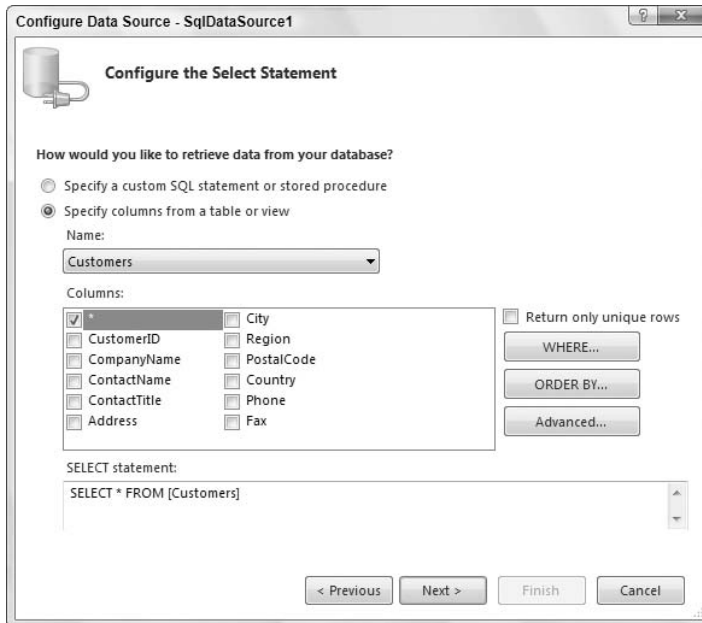 Configure Data Source - SqlDataSource1
Configure the Select Statement
How would you like to retrieve data from your database?
Specify a custom SQL statement or stored procedure
Specify columns from a table or view
Name:
Customers
Columns:
*
CustomerID
CompanyName
ContactName
ContactTitle
Address
City
Region
PostalCode
Country
Phone
Fax
Return only unique rows
WHERE...
ORDER BY...
Advanced...
SELECT statement:
SELECT * FROM [Customers]
< Previous
Next >
Finish
Cancel